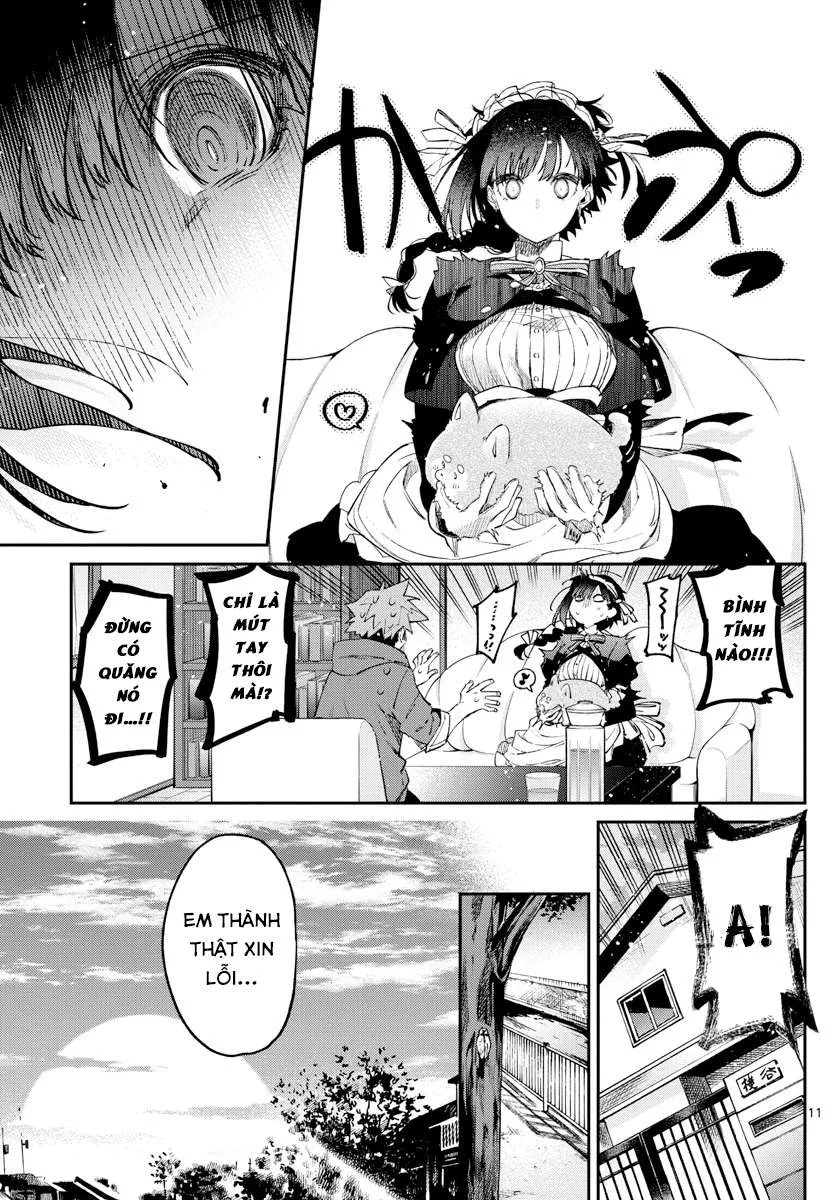 かぷー
BÌNH
TĨNH
NÀO!!!
CHỈ LÀ
MÚT
TAY
THÔI
MÀ!?
ĐỪNG
CÓ
QUĂNG
NÓ
ĐI...!!
A!
EM THÀNH
THẬT XIN
LỖI...
11